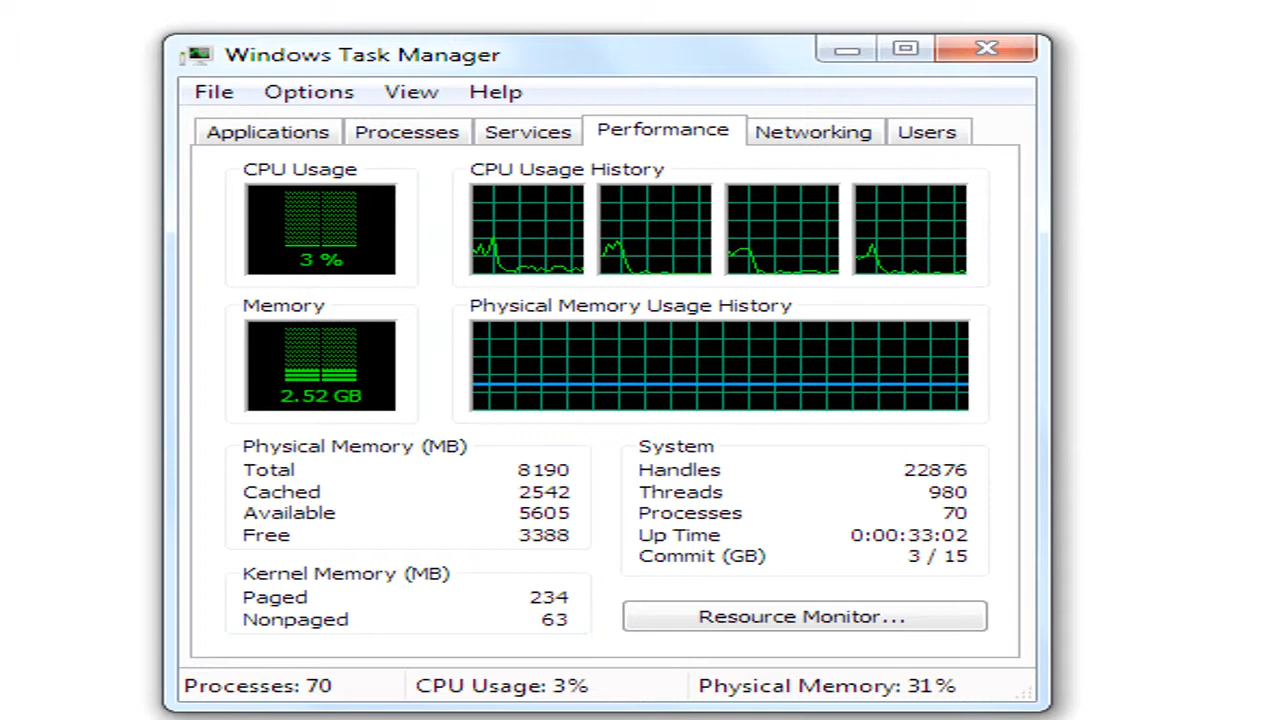 Windows Task Manager
File Options View Help
Applications Processes Services Performance Networking Users
CPU Usage
3 %
CPU Usage History
Memory
2.52 GB
Physical Memory Usage History
Physical Memory (MB)
Total 8190
Cached 2542
Available 5605
Free 3388
Kernel Memory (MB)
Paged 234
Nonpaged 63
System
Handles 22876
Threads 980
Processes 70
Up Time 0:00:33:02
Commit (GB) 3 / 15
Resource Monitor...
Processes: 70 CPU Usage: 3% Physical Memory: 31%